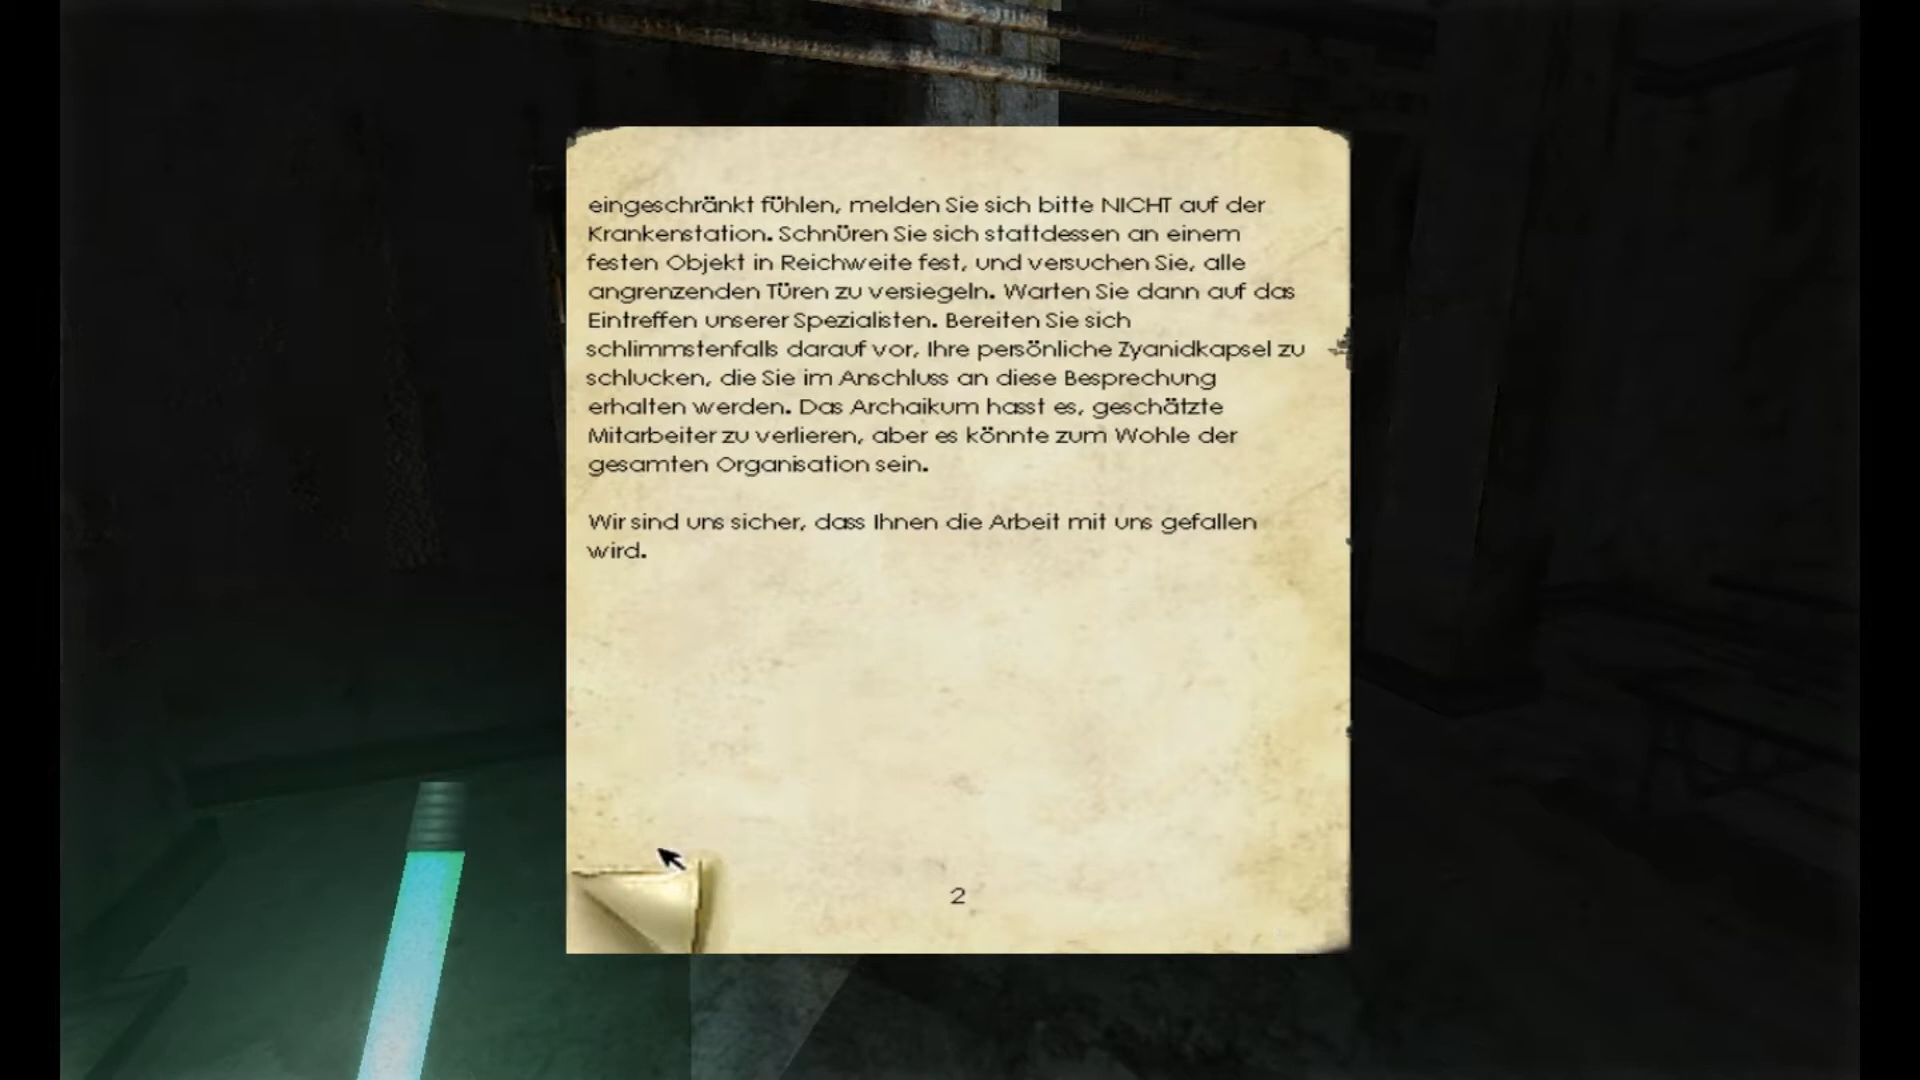 eingeschränkt fühlen, melden Sie sich bitte NICHT auf der
Krankenstation. Schnüren Sie sich stattdessen an einem
festen Objekt in Reichweite fest, und versuchen Sie, alle
angrenzenden Türen zu versiegeln. Warten Sie dann auf das
Eintreffen unserer Spezialisten. Bereiten Sie sich
schlimmstenfalls darauf vor, Ihre persönliche Zyanidkapsel zu
schlucken, die Sie im Anschluss an diese Besprechung
erhalten werden. Das Archaikum hasst es, geschätzte
Mitarbeiter zu verlieren, aber es könnte zum Wohle der
gesamten Organisation sein.
Wir sind uns sicher, dass Ihnen die Arbeit mit uns gefallen
wird.
2